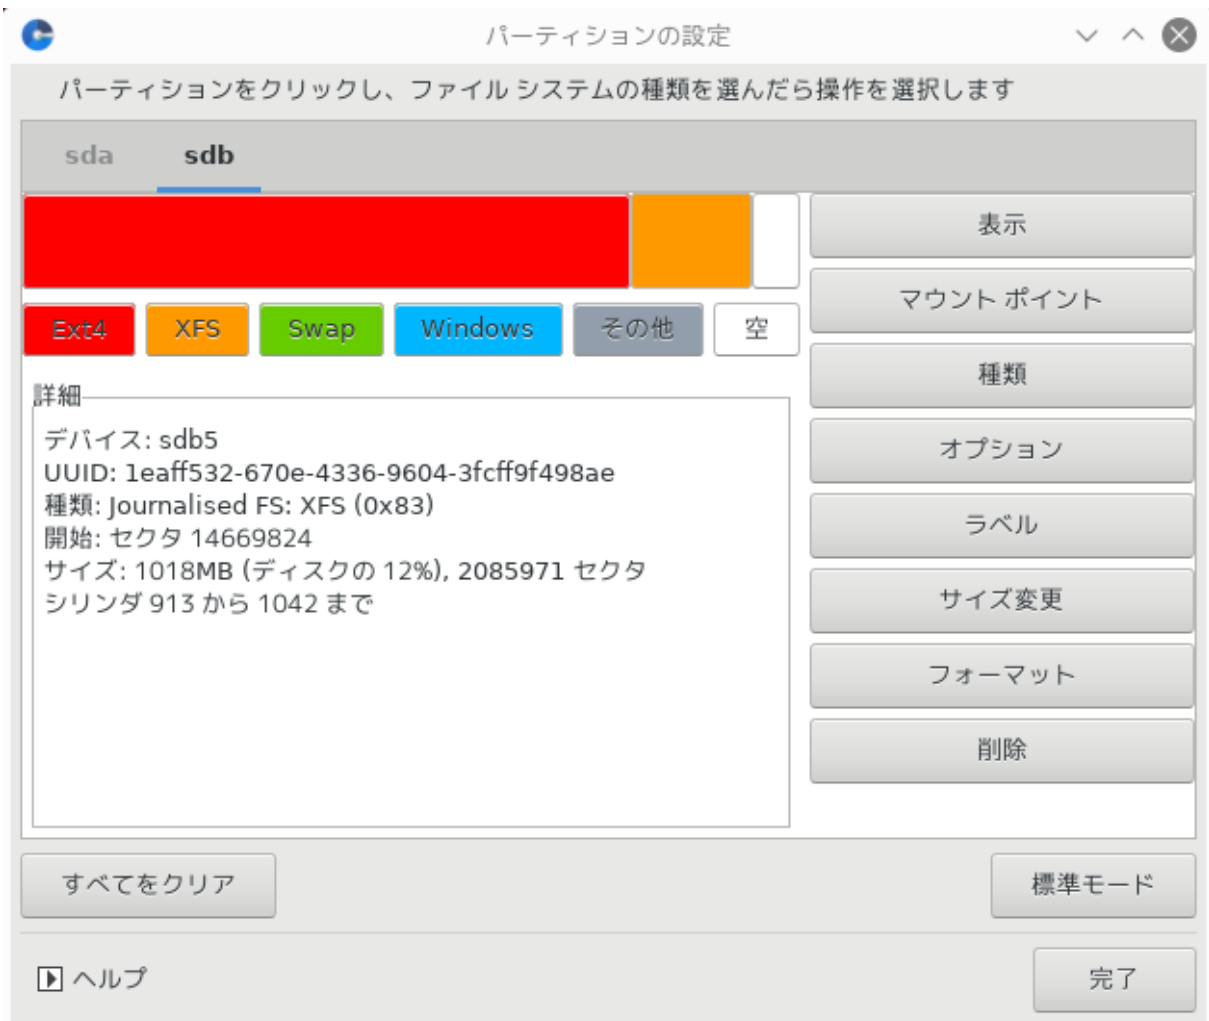 パーティションの設定
パーティションをクリックし、ファイル システムの種類を選んだら操作を選択します
sda sdb
表示
マウント ポイント
Ext4 XFS Swap Windows その他 空
種類
詳細
デバイス: sdb5
UUID: 1eaff532-670e-4336-9604-3fcff9f498ae
種類: Journalised FS: XFS (0x83)
開始: セクタ 14669824
サイズ: 1018MB (ディスクの 12%), 2085971 セクタ
シリンダ 913 から 1042 まで
オプション
ラベル
サイズ変更
フォーマット
削除
すべてをクリア 標準モード
ヘルプ 完了